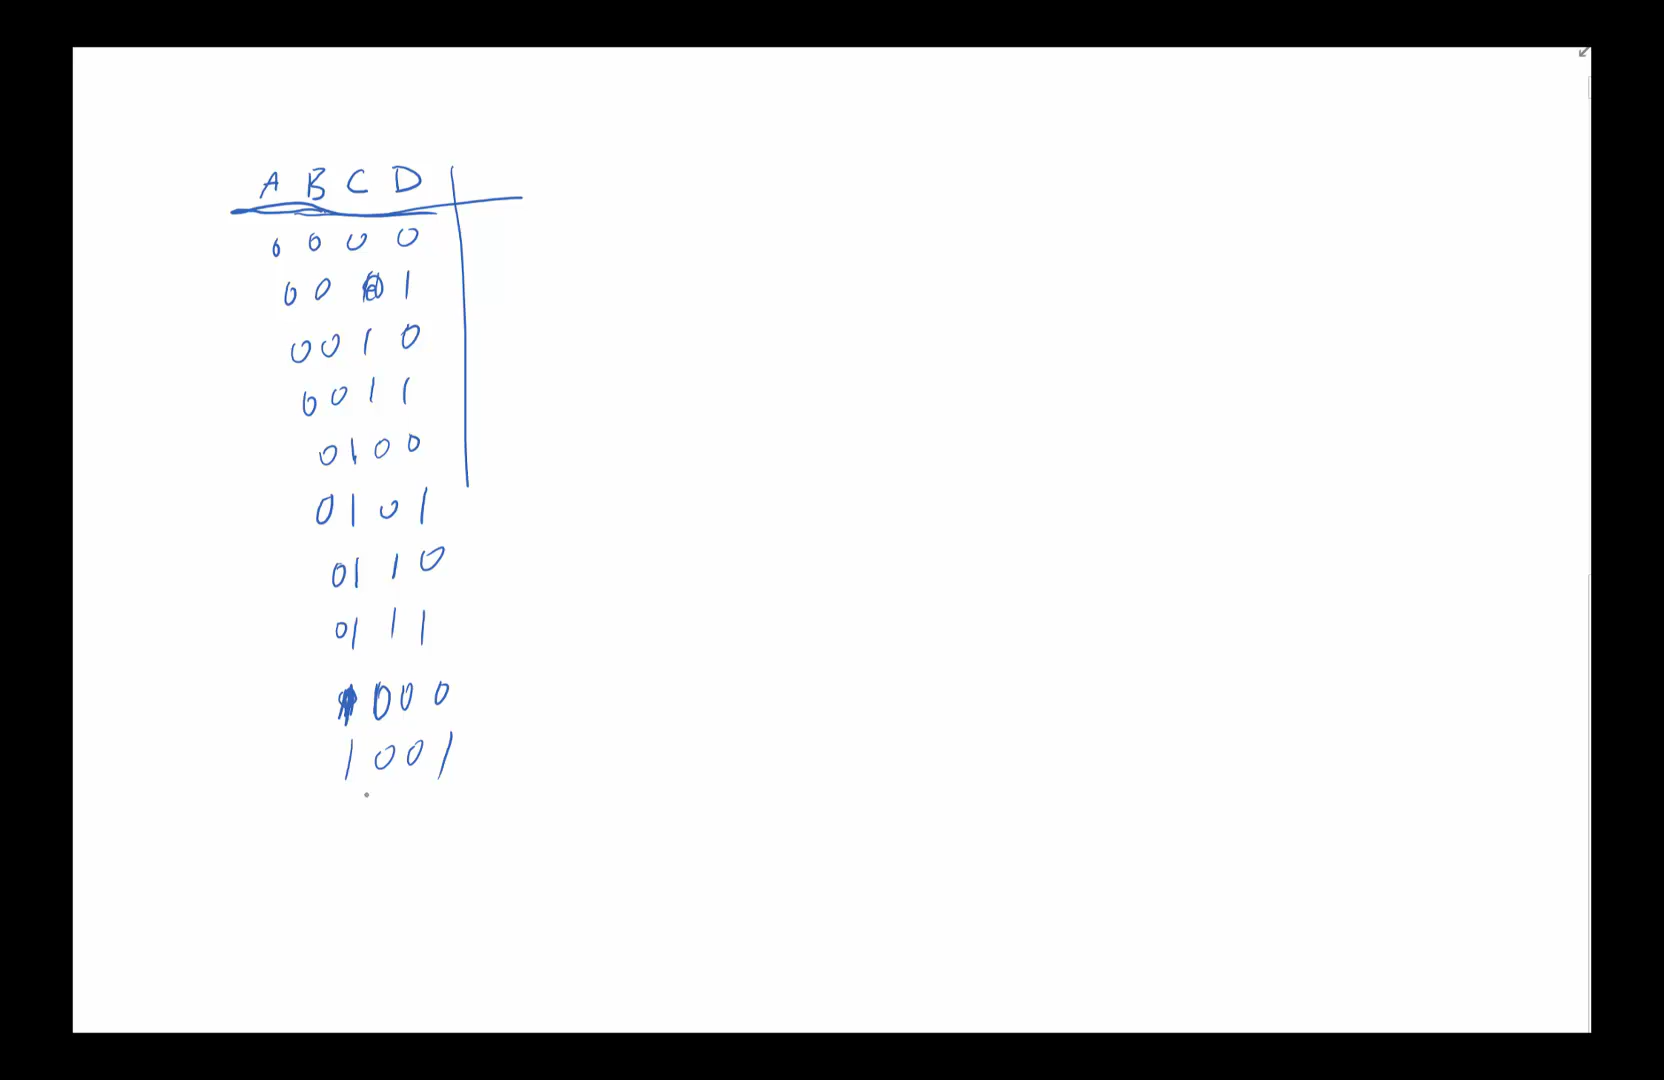 A B C D
0 0 0 0
0 0 0 1
0 0 1 0
0 0 1 1
0 1 0 0
0 1 0 1
0 1 1 0
0 1 1 1
1 0 0 0
1 0 0 1